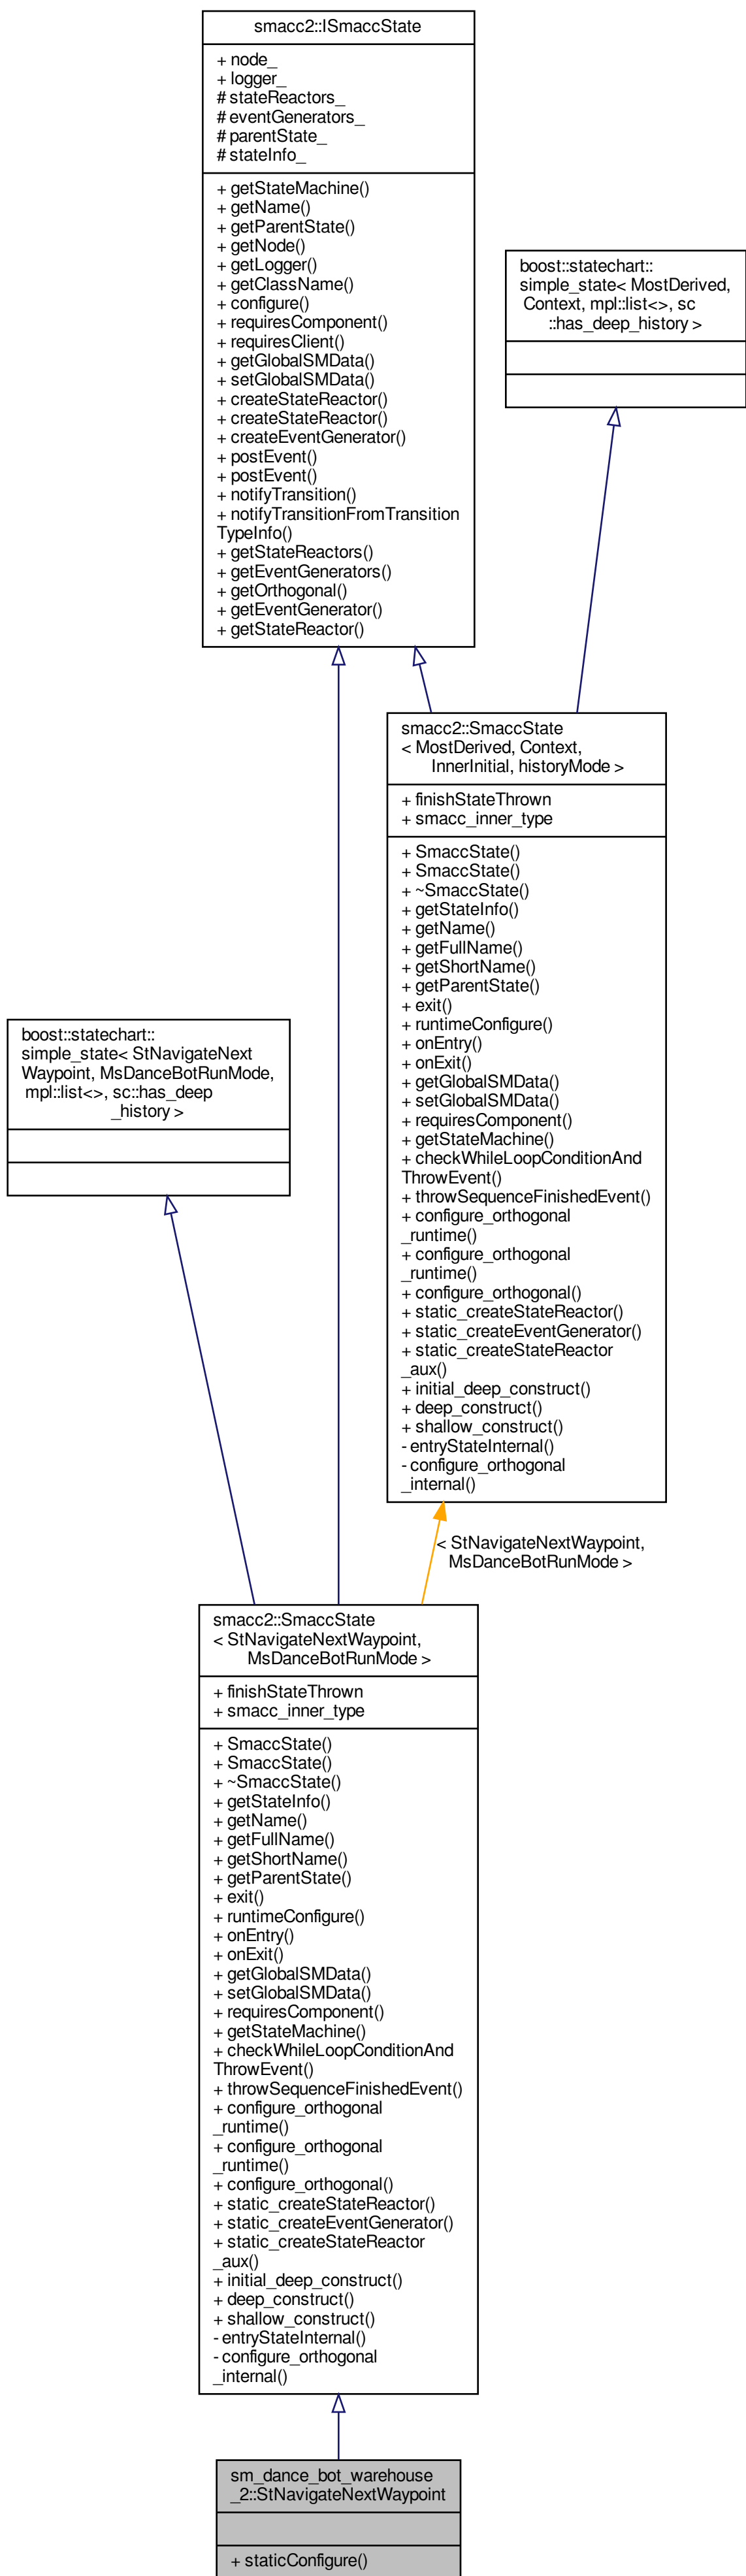 smacc2::ISmaccState
+ node_
+ logger_
# stateReactors_
# eventGenerators_
# parentState_
# stateInfo_
+ getStateMachine()
+ getName()
+ getParentState()
+ getNode()
+ getLogger()
+ getClassName()
+ configure()
+ requiresComponent()
+ requiresClient()
+ getGlobalSMData()
+ setGlobalSMData()
+ createStateReactor()
+ createStateReactor()
+ createEventGenerator()
+ postEvent()
+ postEvent()
+ notifyTransition()
+ notifyTransitionFromTransition
TypeInfo()
+ getStateReactors()
+ getEventGenerators()
+ getOrthogonal()
+ getEventGenerator()
+ getStateReactor()
boost::statechart::
simple_state< MostDerived,
Context, mpl::list<>, sc
::has_deep_history >
smacc2::SmaccState
< MostDerived, Context,
InnerInitial, historyMode >
+ finishStateThrown
+ smacc_inner_type
+ SmaccState()
+ SmaccState()
+ ~SmaccState()
+ getStateInfo()
+ getName()
+ getFullName()
+ getShortName()
+ getParentState()
+ exit()
+ runtimeConfigure()
+ onEntry()
+ onExit()
+ getGlobalSMData()
+ setGlobalSMData()
+ requiresComponent()
+ getStateMachine()
+ checkWhileLoopConditionAnd
ThrowEvent()
+ throwSequenceFinishedEvent()
+ configure_orthogonal
_runtime()
+ configure_orthogonal
_runtime()
+ configure_orthogonal()
+ static_createStateReactor()
+ static_createEventGenerator()
+ static_createStateReactor
_aux()
+ initial_deep_construct()
+ deep_construct()
+ shallow_construct()
- entryStateInternal()
- configure_orthogonal
_internal()
boost::statechart::
simple_state< StNavigateNext
Waypoint, MsDanceBotRunMode,
mpl::list<>, sc::has_deep
_history >
< StNavigateNextWaypoint,
MsDanceBotRunMode >
smacc2::SmaccState
< StNavigateNextWaypoint,
MsDanceBotRunMode >
+ finishStateThrown
+ smacc_inner_type
+ SmaccState()
+ SmaccState()
+ ~SmaccState()
+ getStateInfo()
+ getName()
+ getFullName()
+ getShortName()
+ getParentState()
+ exit()
+ runtimeConfigure()
+ onEntry()
+ onExit()
+ getGlobalSMData()
+ setGlobalSMData()
+ requiresComponent()
+ getStateMachine()
+ checkWhileLoopConditionAnd
ThrowEvent()
+ throwSequenceFinishedEvent()
+ configure_orthogonal
_runtime()
+ configure_orthogonal
_runtime()
+ configure_orthogonal()
+ static_createStateReactor()
+ static_createEventGenerator()
+ static_createStateReactor
_aux()
+ initial_deep_construct()
+ deep_construct()
+ shallow_construct()
- entryStateInternal()
- configure_orthogonal
_internal()
sm_dance_bot_warehouse
_2::StNavigateNextWaypoint
+ staticConfigure()